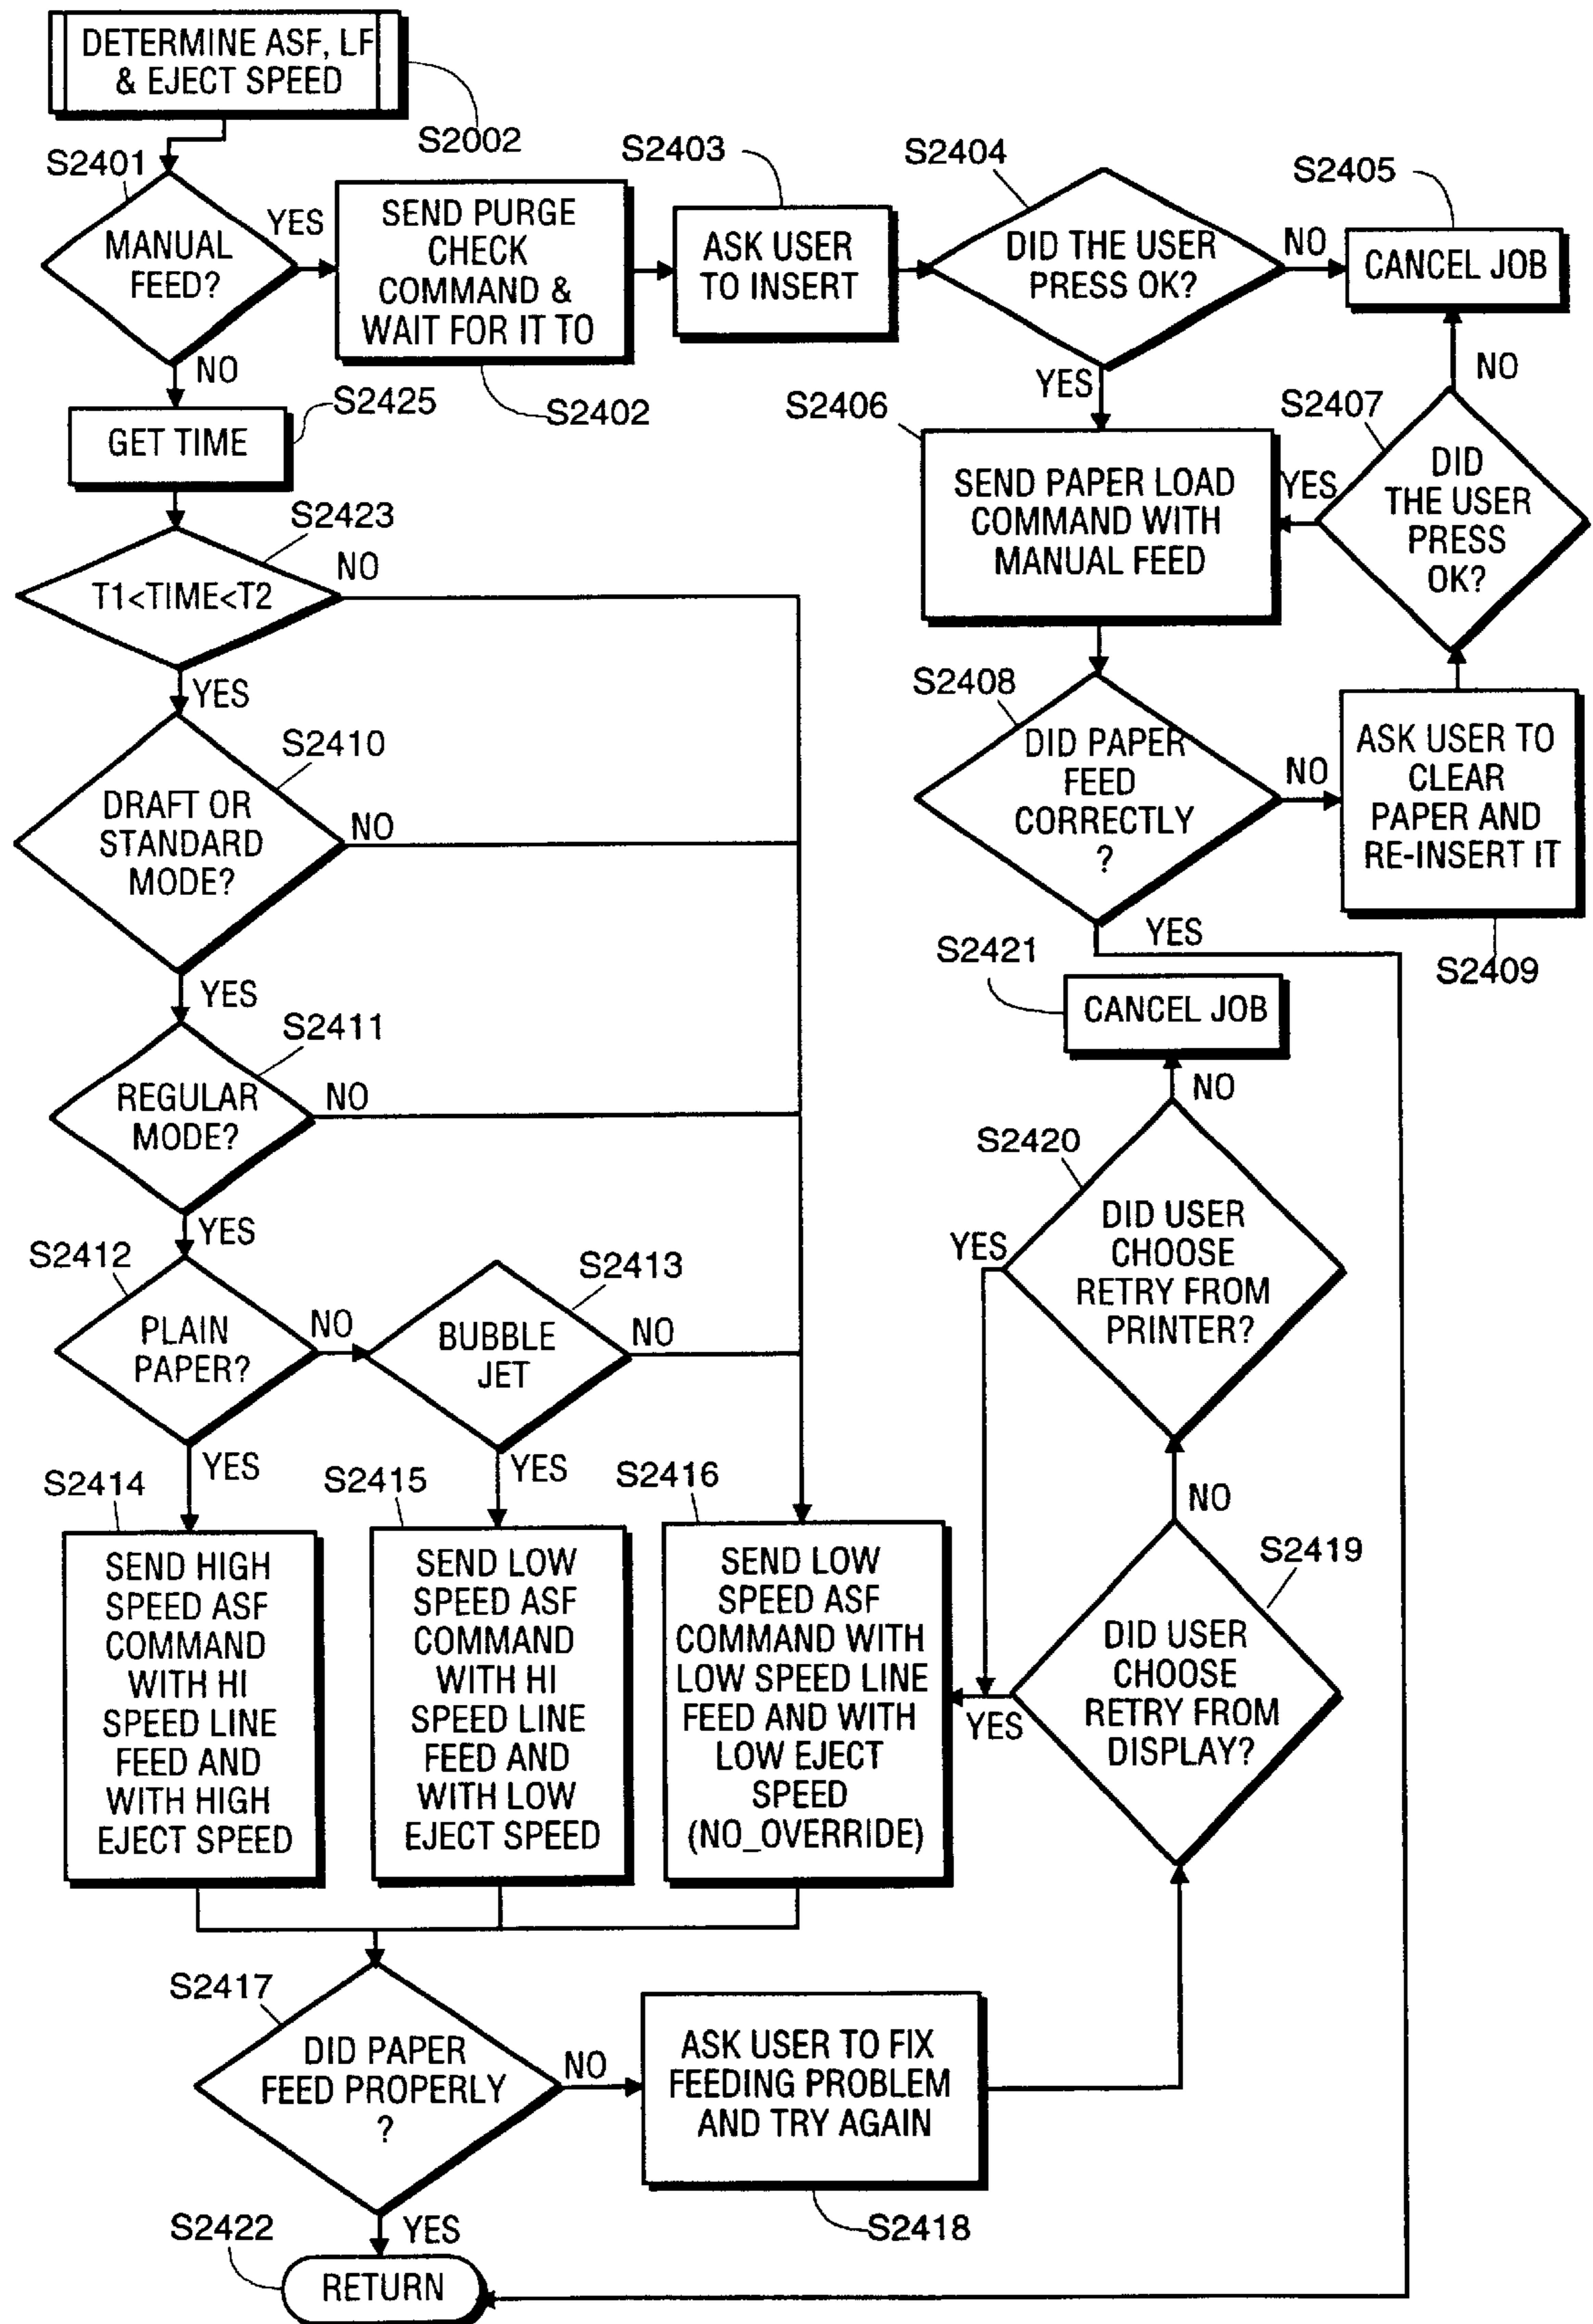 DETERMINE ASF, LF
& EJECT SPEED
S2002
S2401
MANUAL
FEED?
YES
NO
SEND PURGE
CHECK
COMMAND &
WAIT FOR IT TO
S2402
S2403
ASK USER
TO INSERT
S2404
DID THE USER
PRESS OK?
NO
YES
S2405
CANCEL JOB
NO
S2406
SEND PAPER LOAD
COMMAND WITH
MANUAL FEED
S2407
YES
DID
THE USER
PRESS
OK?
S2425
GET TIME
S2423
T1<TIME<T2
NO
YES
S2408
DID PAPER
FEED
CORRECTLY
?
NO
YES
ASK USER TO
CLEAR
PAPER AND
RE-INSERT IT
S2409
S2410
DRAFT OR
STANDARD
MODE?
NO
YES
S2421
CANCEL JOB
NO
S2411
REGULAR
MODE?
NO
YES
S2420
DID USER
CHOOSE
RETRY FROM
PRINTER?
YES
NO
S2412
PLAIN
PAPER?
NO
YES
S2413
BUBBLE
JET
NO
YES
S2414
SEND HIGH
SPEED ASF
COMMAND
WITH HI
SPEED LINE
FEED AND
WITH HIGH
EJECT SPEED
S2415
SEND LOW
SPEED ASF
COMMAND
WITH HI
SPEED LINE
FEED AND
WITH LOW
EJECT SPEED
S2416
SEND LOW
SPEED ASF
COMMAND WITH
LOW SPEED LINE
FEED AND WITH
LOW EJECT
SPEED
(NO_OVERRIDE)
S2419
DID USER
CHOOSE
RETRY FROM
DISPLAY?
YES
S2417
DID PAPER
FEED PROPERLY
?
NO
YES
ASK USER TO FIX
FEEDING PROBLEM
AND TRY AGAIN
S2418
S2422
RETURN